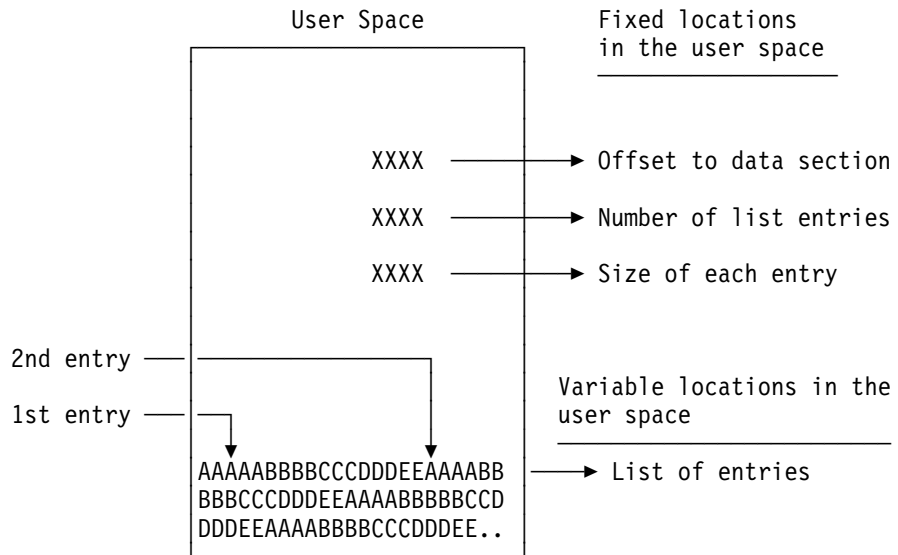 User Space
Fixed locations
in the user space
XXXX
Offset to data section
XXXX
Number of list entries
XXXX
Size of each entry
2nd entry
1st entry
Variable locations in the
user space
AAAAABBBBCCCDDDEEAAAABB
List of entries
BBBCCCDDDEEAAAABBBBBCCD
DDDEEAAAABBBBCCCDDDEE..